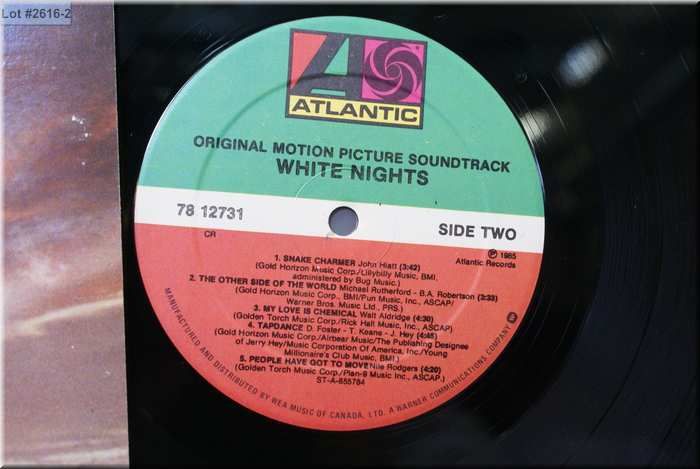 Lot #2616-2
ATLANTIC
ORIGINAL MOTION PICTURE SOUNDTRACK
WHITE NIGHTS
78 12731
SIDE TWO
CR
℗ 1985
Atlantic Records
1. SNAKE CHARMER John Hiatt (3:42)
(Gold Horizon Music Corp./Lillybilly Music, BMI,
administered by Bug Music.)
2. THE OTHER SIDE OF THE WORLD Michael Rutherford - B.A. Robertson (3:33)
(Gold Horizon Music Corp., BMI/Pun Music, Inc., ASCAP/
Warner Bros. Music Ltd., PRS.)
3. MY LOVE IS CHEMICAL Walt Aldridge (4:30)
(Golden Torch Music Corp./Rick Hall Music, Inc., ASCAP)
4. TAPDANCE D. Foster - T. Keane - J. Hey (4:45)
(Gold Horizon Music Corp./Airbear Music/The Publishing Designee
of Jerry Hey/Music Corporation Of America, Inc./Young
Millionaire's Club Music, BMI.)
5. PEOPLE HAVE GOT TO MOVE Nile Rodgers (4:20)
(Golden Torch Music Corp./Plan-9 Music Inc., ASCAP.)
ST-A-855784
MANUFACTURED AND DISTRIBUTED BY WEA MUSIC OF CANADA, LTD. A WARNER COMMUNICATIONS COMPANY